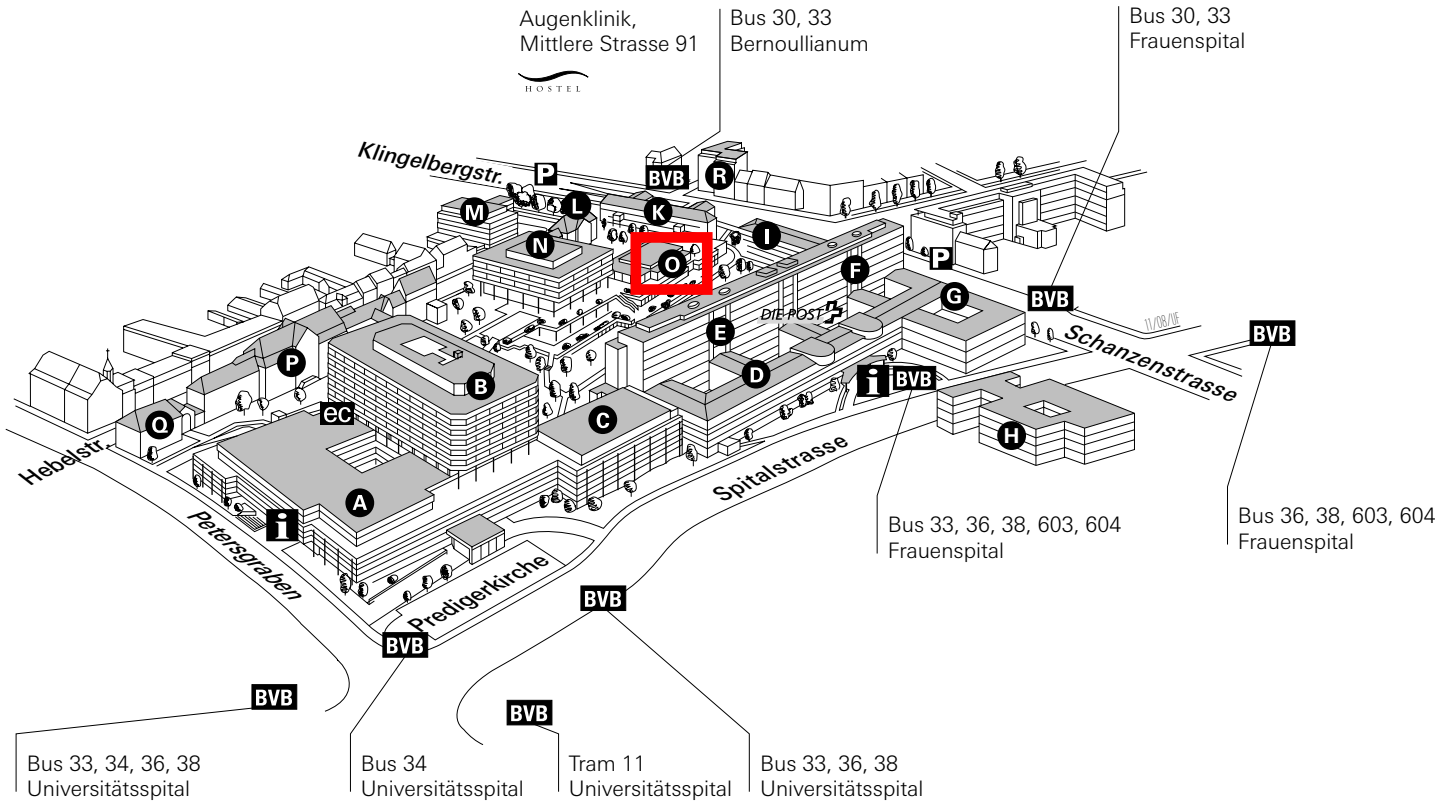 Augenklinik,
Mittlere Strasse 91
HOSTEL
Bus 30, 33
Bernoullianum
Bus 30, 33
Frauenspital
Klingelbergstr.
P
BVB
R
M
L
K
N
O
I
F
P
G
BVB
DIE POST
11/08/IIF
BVB
Schanzenstrasse
E
D
i
BVB
P
B
ec
C
Q
H
Hebelstr.
A
Spitalstrasse
i
Petersgraben
Predigerkirche
Bus 33, 36, 38, 603, 604
Frauenspital
Bus 36, 38, 603, 604
Frauenspital
BVB
BVB
BVB
BVB
Bus 33, 34, 36, 38
Universitätsspital
Bus 34
Universitätsspital
Tram 11
Universitätsspital
Bus 33, 36, 38
Universitätsspital